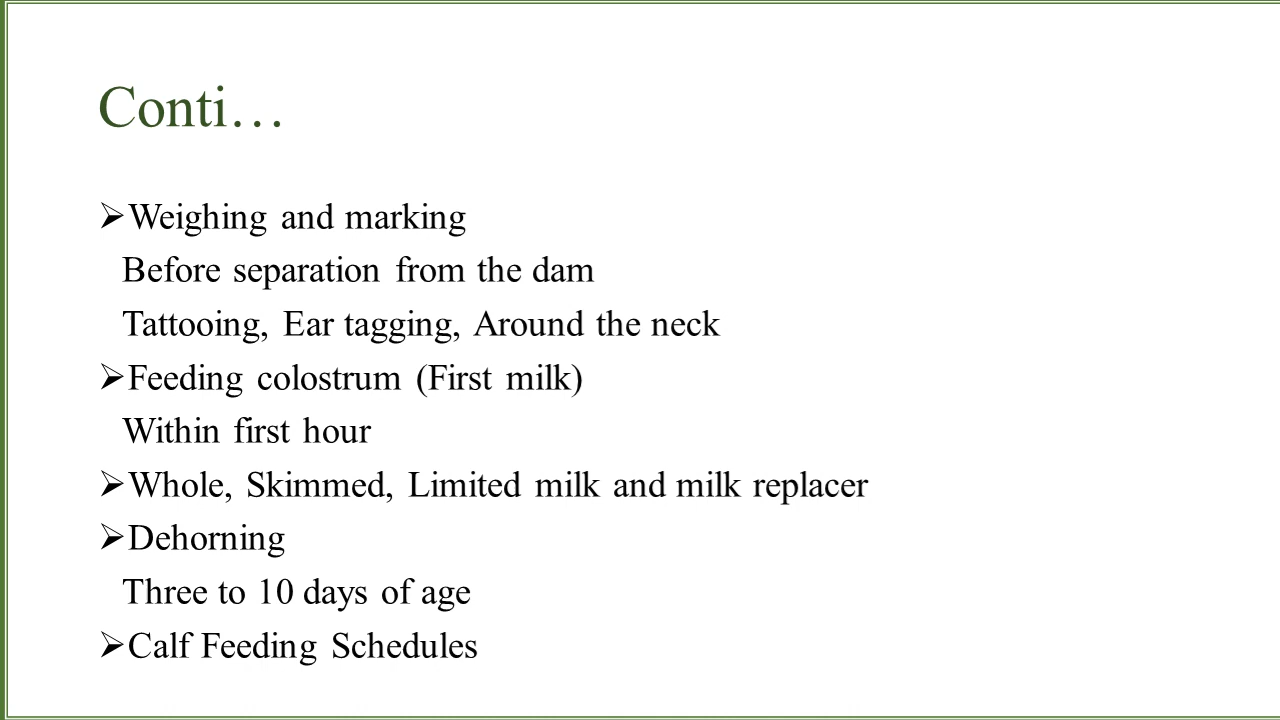 Conti…
➢Weighing and marking
Before separation from the dam
Tattooing, Ear tagging, Around the neck
➢Feeding colostrum (First milk)
Within first hour
➢Whole, Skimmed, Limited milk and milk replacer
➢Dehorning
Three to 10 days of age
➢Calf Feeding Schedules